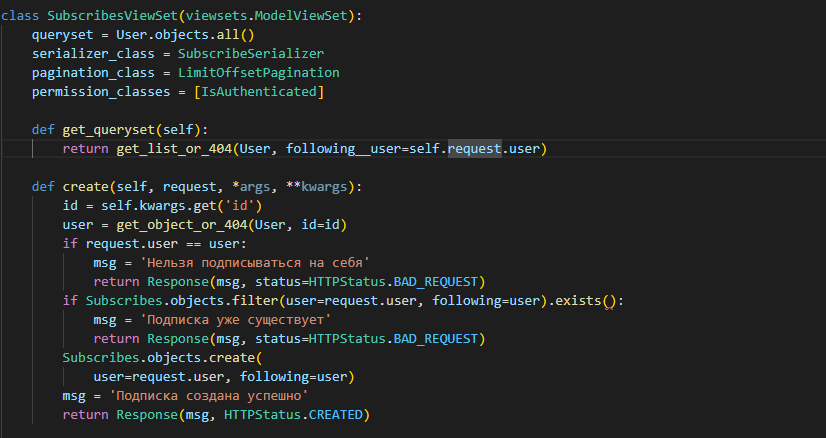 class SubscribesViewSet(viewsets.ModelViewSet):
    queryset = User.objects.all()
    serializer_class = SubscribeSerializer
    pagination_class = LimitOffsetPagination
    permission_classes = [IsAuthenticated]

    def get_queryset(self):
        return get_list_or_404(User, following__user=self.request.user)

    def create(self, request, *args, **kwargs):
        id = self.kwargs.get('id')
        user = get_object_or_404(User, id=id)
        if request.user == user:
            msg = 'Нельзя подписываться на себя'
            return Response(msg, status=HTTPStatus.BAD_REQUEST)
        if Subscribes.objects.filter(user=request.user, following=user).exists():
            msg = 'Подписка уже существует'
            return Response(msg, status=HTTPStatus.BAD_REQUEST)
        Subscribes.objects.create(
            user=request.user, following=user)
        msg = 'Подписка создана успешно'
        return Response(msg, HTTPStatus.CREATED)